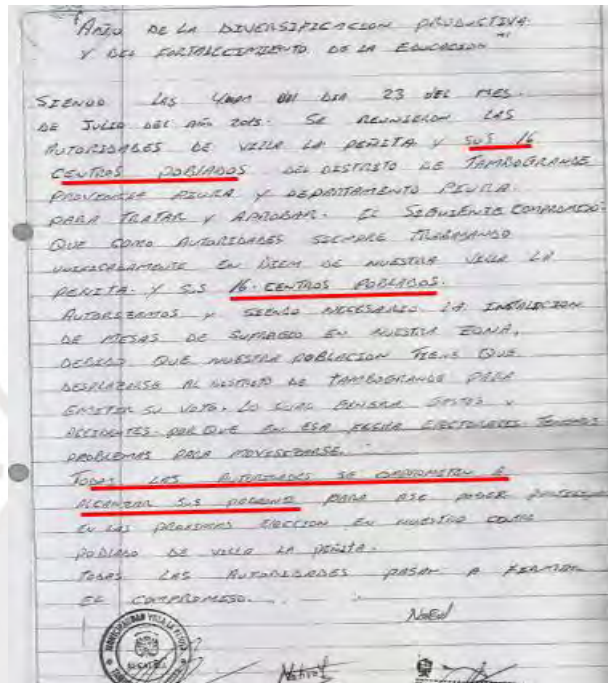 "AÑO DE LA DIVERSIFICACION PRODUCTIVA
Y DEL FORTALECIMIENTO DE LA EDUCACION"
SIENDO LAS 4 DEL DIA 23 DEL MES
DE JULIO DEL AÑO 2015. SE REUNIERON LAS
AUTORIDADES DE VILLA LA PEÑITA Y SUS 16
CENTROS POBLADOS DEL DISTRITO DE TAMBOGRANDE
PROVINCIA PIURA Y DEPARTAMENTO PIURA.
PARA TRATAR Y APROBAR. EL SIGUIENTE COMPROMISO:
QUE COMO AUTORIDADES SIEMPRE TRABAJANDO
EN BIEM DE NUESTRA VILLA LA
PEÑITA. Y SUS 16. CENTROS POBLADOS.
AUTORIZAMOS Y SIENDO NECESARIO LA INSTALACION
DE MESAS DE SUFRAGIO EN NUESTRA ZONA,
DEBIDO QUE NUESTRA POBLACION TIENE QUE
DESPLAZARSE AL DISTRITO DE TAMBOGRANDE PARA
EMITIR SU VOTO. LO CUAL GENERA GASTOS Y
ACCIDENTES. POR QUE EN ESA FECHA ELECTORALES TENEMOS
PROBLEMAS PARA
TODAS LAS AUTORIDADES SE COMPROMETEN A
ALCANZAR SUS PARA ASI PODER
EN LAS PROXIMAS ELECCION EN NUESTRO CENTRO
POBLADO DE VILLA LA PEÑITA.
TODAS LAS AUTORIDADES PASAN A FIRMAR
EL COMPROMISO.
ALCALDIA